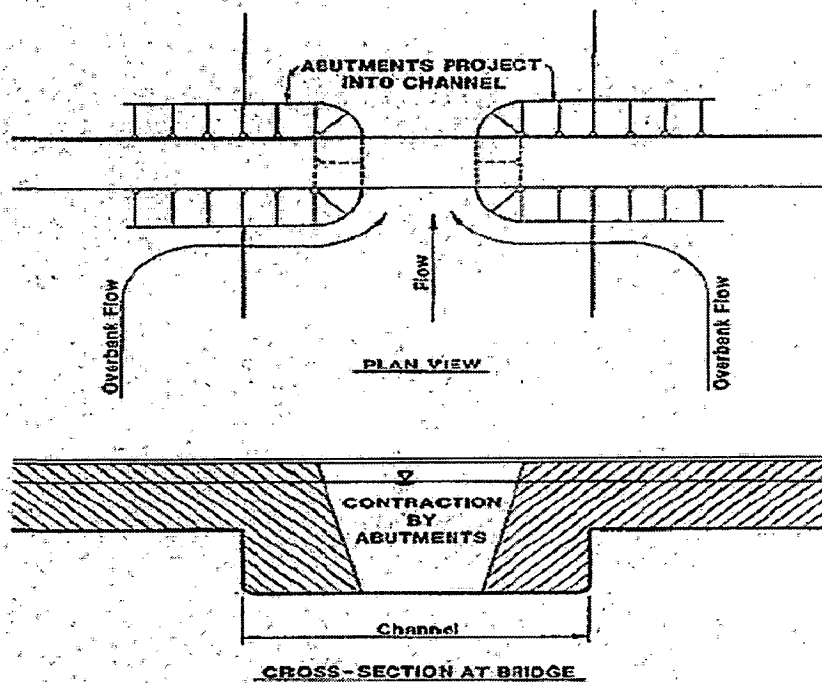 ABUTMENTS PROJECT
INTO CHANNEL
Overbank Flow
Flow
Overbank Flow
PLAN VIEW
CONTRACTION
BY
ABUTMENTS
Channel
CROSS-SECTION AT BRIDGE